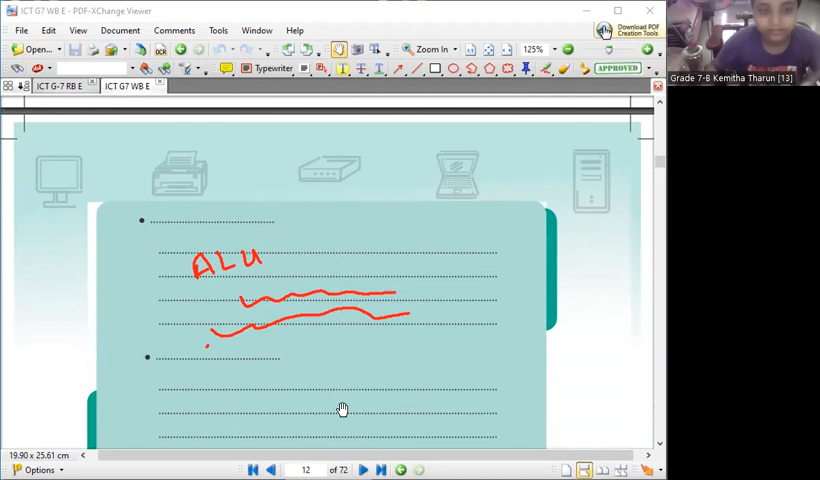 ICT G7 WB E - PDF-XChange Viewer
File Edit View Document Comments Tools Window Help
Download PDF
Creation Tools
Open... OCR Zoom In 125%
Typewriter APPROVED
ICT G-7 RB E ICT G7 WB E
Grade 7-B Kemitha Tharun [13]
ALU
19.90 x 25.61 cm
Options 12 of 72